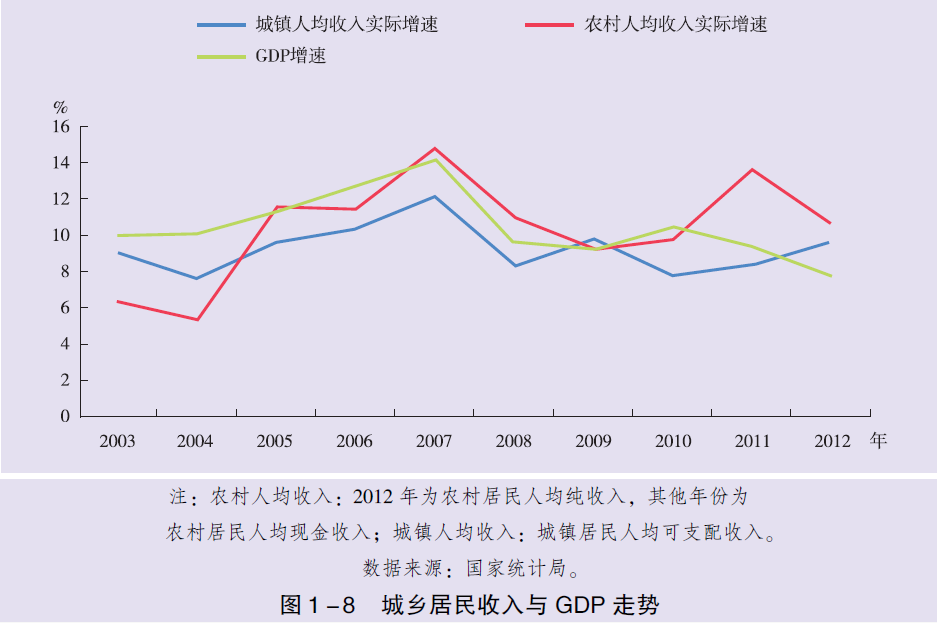 城镇人均收入实际增速 农村人均收入实际增速
GDP增速
%
16
14
12
10
8
6
4
2
0
2003 2004 2005 2006 2007 2008 2009 2010 2011 2012 年
注：农村人均收入：2012 年为农村居民人均纯收入，其他年份为
农村居民人均现金收入；城镇人均收入：城镇居民人均可支配收入。
数据来源：国家统计局。
图 1－8 城乡居民收入与 GDP 走势